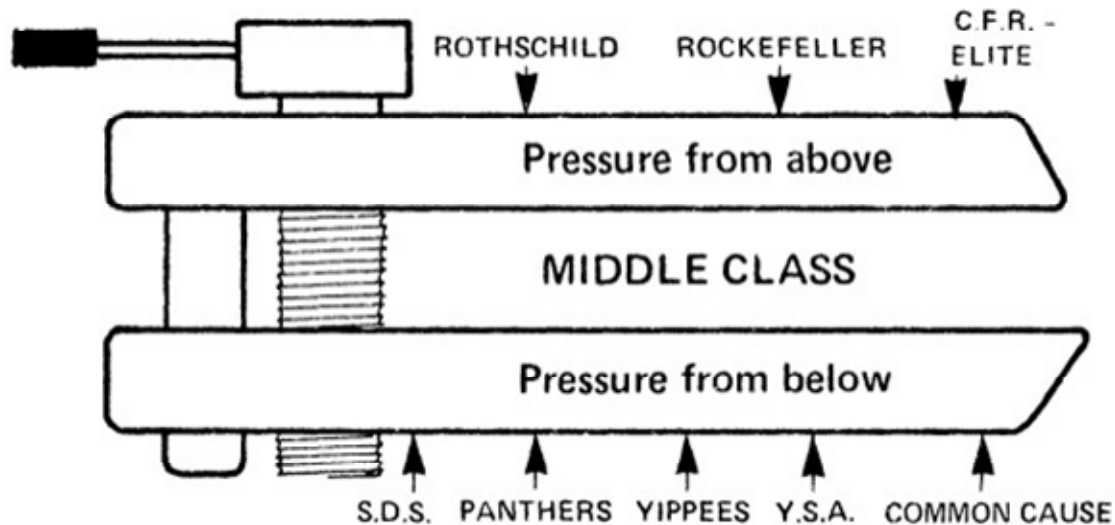 ROTHSCHILD ROCKEFELLER C.F.R. -
ELITE
Pressure from above
MIDDLE CLASS
Pressure from below
S.D.S. PANTHERS YIPPEES Y.S.A. COMMON CAUSE